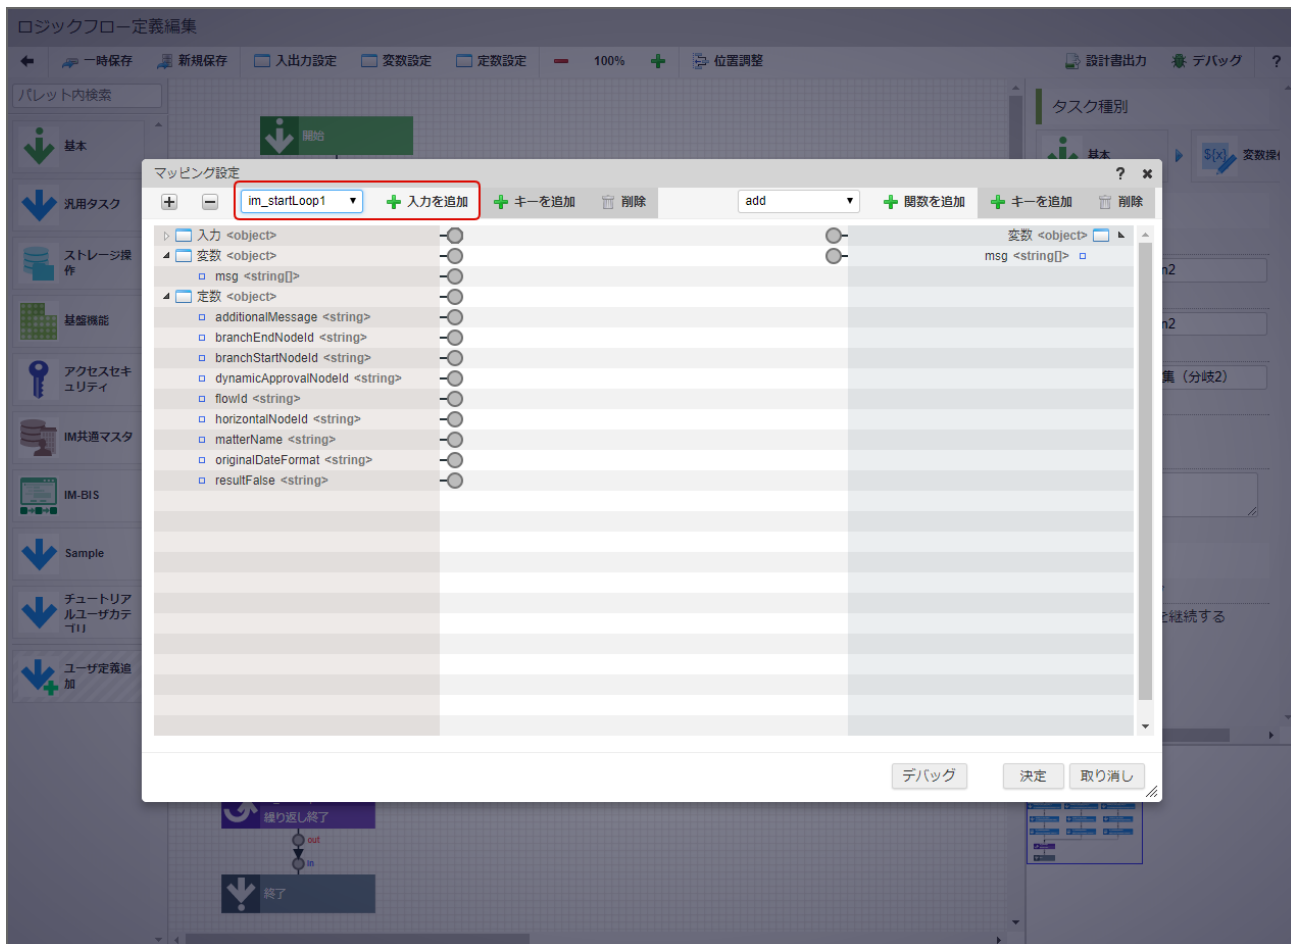 ロジックフロー定義編集
一時保存 新規保存 入出力設定 変数設定 定数設定 100% 位置調整 設計書出力 デバッグ ?
パレット内検索
タスク種別
開始
基本
基本 変数操
マッピング設定 ?
im_startLoop1 入力を追加 キーを追加 削除 add 関数を追加 キーを追加 削除
汎用タスク
入力 <object> 変数 <object>
変数 <object> msg <string[]>
ストレージ操作
msg <string[]>
n2
定数 <object>
additionalMessage <string>
基盤機能
n2
branchEndNodeId <string>
branchStartNodeId <string>
アクセスセキュリティ
dynamicApprovalNodeId <string>
集（分岐2）
flowId <string>
horizontalNodeId <string>
IM共通マスタ
matterName <string>
originalDateFormat <string>
resultFalse <string>
IM-BIS
Sample
チュートリアルユーザカテゴリ
を継続する
ユーザ定義追加
デバッグ 決定 取り消し
繰り返し終了
out
in
終了